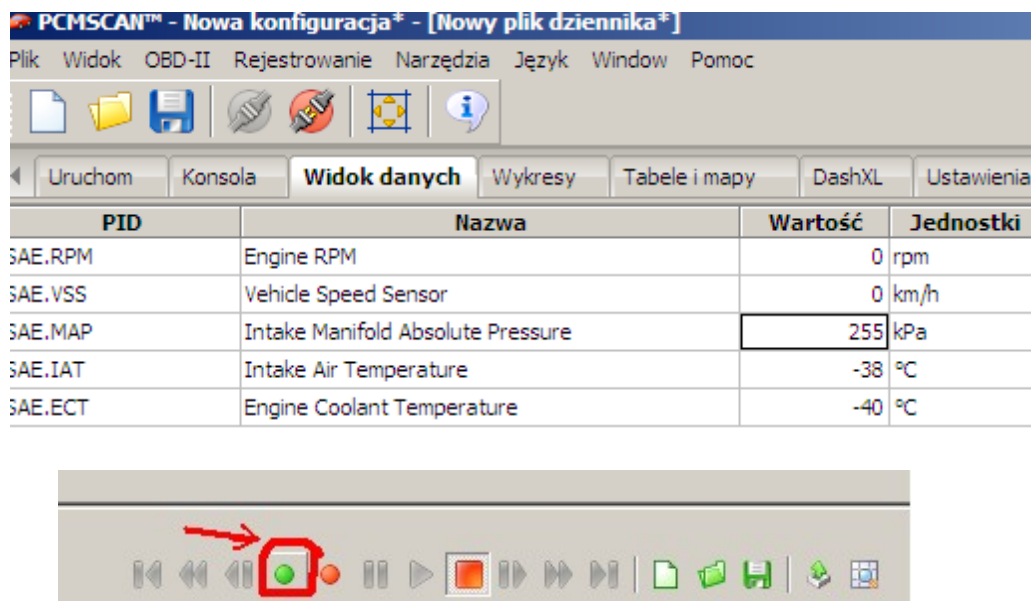 PCMSCAN™ - Nowa konfiguracja* - [Nowy plik dziennika*]
Plik Widok OBD-II Rejestrowanie Narzędzia Język Window Pomoc
Uruchom Konsola Widok danych Wykresy Tabele i mapy DashXL Ustawienia
PID Nazwa Wartość Jednostki
SAE.RPM Engine RPM 0 rpm
SAE.VSS Vehicle Speed Sensor 0 km/h
SAE.MAP Intake Manifold Absolute Pressure 255 kPa
SAE.IAT Intake Air Temperature -38 °C
SAE.ECT Engine Coolant Temperature -40 °C